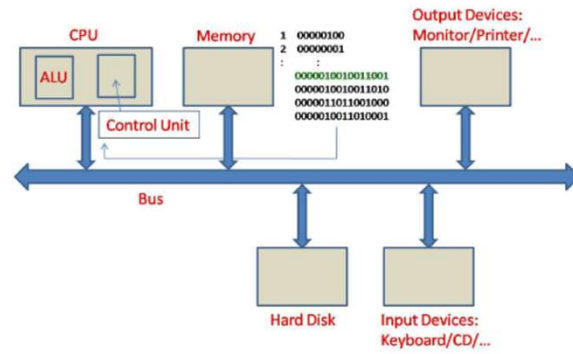 CPU
ALU
Control Unit
Memory
1 00000100
2 00000001
: :
0000010010011001
0000010010011010
0000011011001000
0000010011010001
Output Devices:
Monitor/Printer/...
Bus
Hard Disk
Input Devices:
Keyboard/CD/...